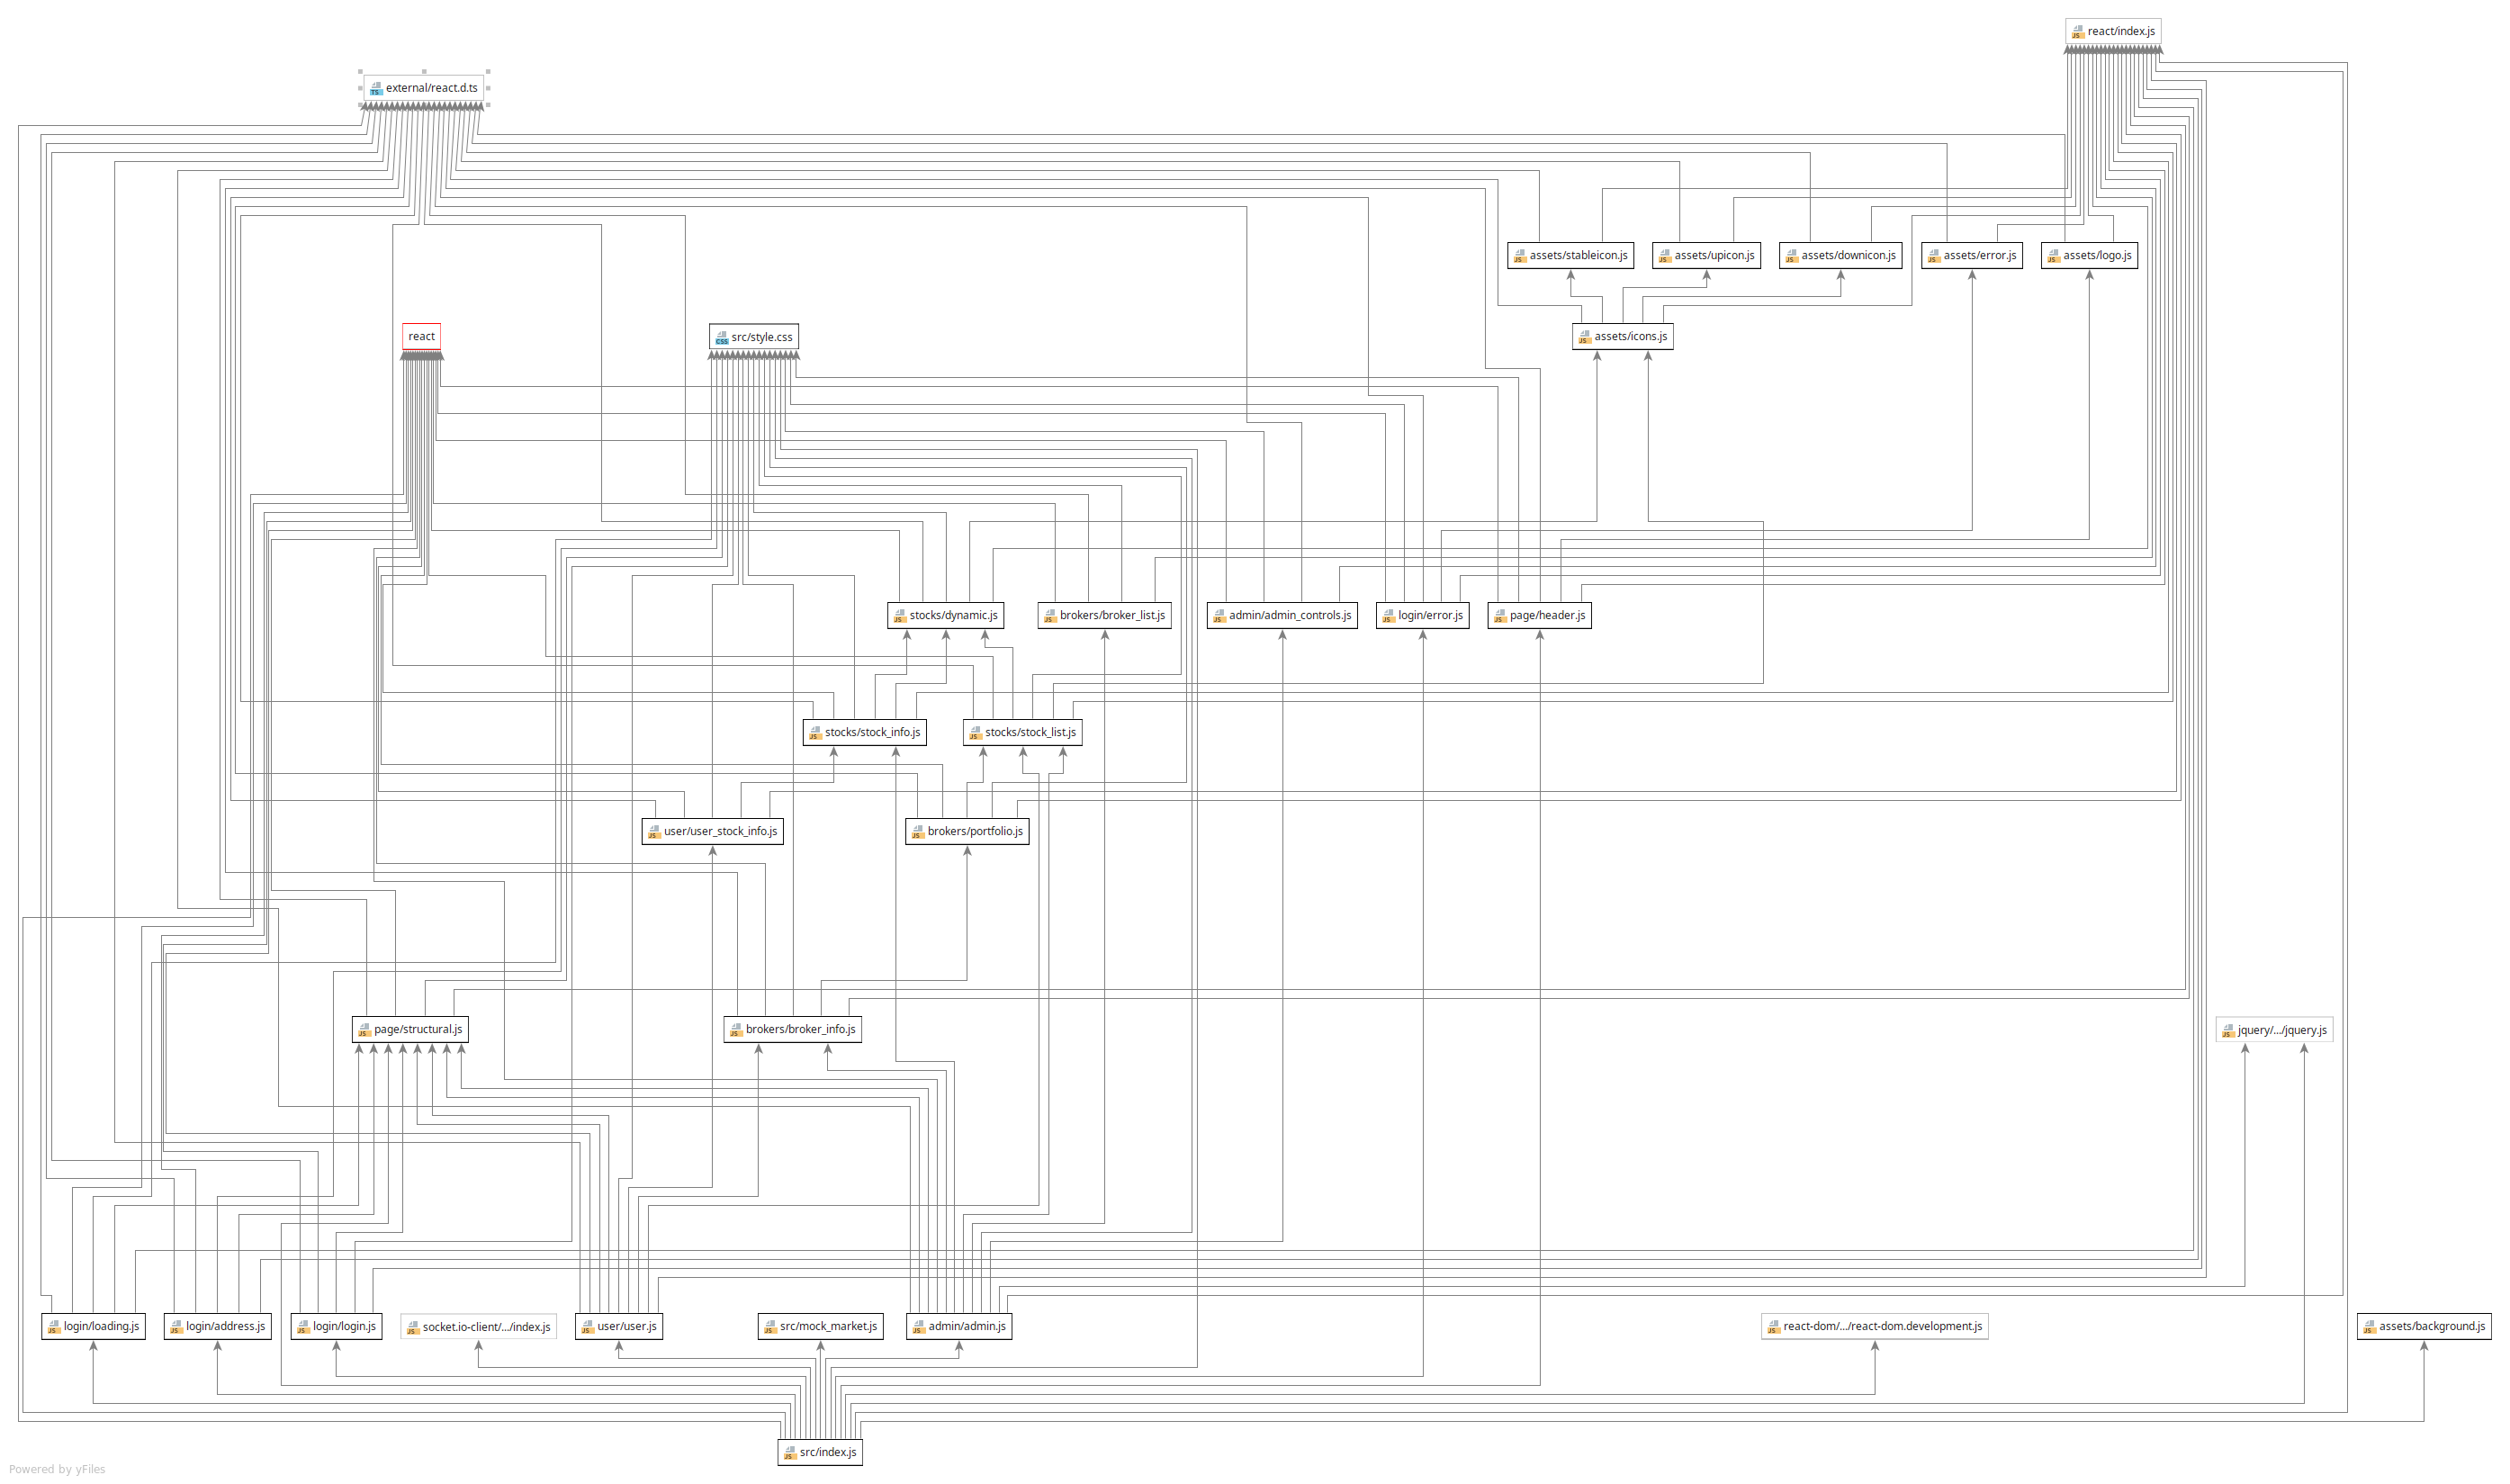 react/index.js
external/react.d.ts
assets/stableicon.js
assets/upicon.js
assets/downicon.js
assets/error.js
assets/logo.js
react
src/style.css
assets/icons.js
stocks/dynamic.js
brokers/broker_list.js
admin/admin_controls.js
login/error.js
page/header.js
stocks/stock_info.js
stocks/stock_list.js
user/user_stock_info.js
brokers/portfolio.js
page/structural.js
brokers/broker_info.js
jquery/.../jquery.js
login/loading.js
login/address.js
login/login.js
socket.io-client/.../index.js
user/user.js
src/mock_market.js
admin/admin.js
react-dom/.../react-dom.development.js
assets/background.js
src/index.js
Powered by yFiles